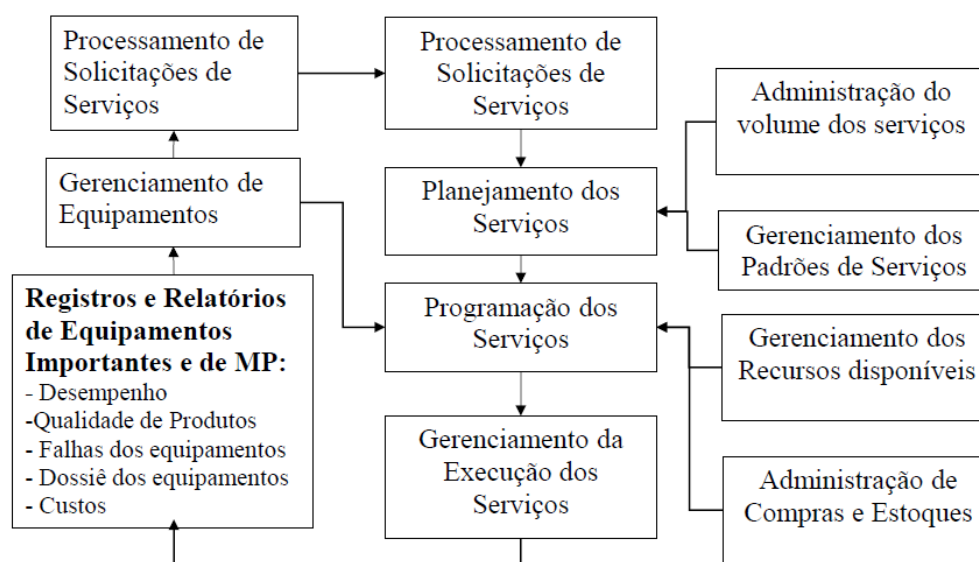 Processamento de
Solicitações de
Serviços
Processamento de
Solicitações de
Serviços
Administração do
volume dos serviços
Gerenciamento de
Equipamentos
Planejamento dos
Serviços
Gerenciamento dos
Padrões de Serviços
Registros e Relatórios
de Equipamentos
Importantes e de MP:
- Desempenho
-Qualidade de Produtos
- Falhas dos equipamentos
- Dossiê dos equipamentos
- Custos
Programação dos
Serviços
Gerenciamento dos
Recursos disponíveis
Gerenciamento da
Execução dos
Serviços
Administração de
Compras e Estoques